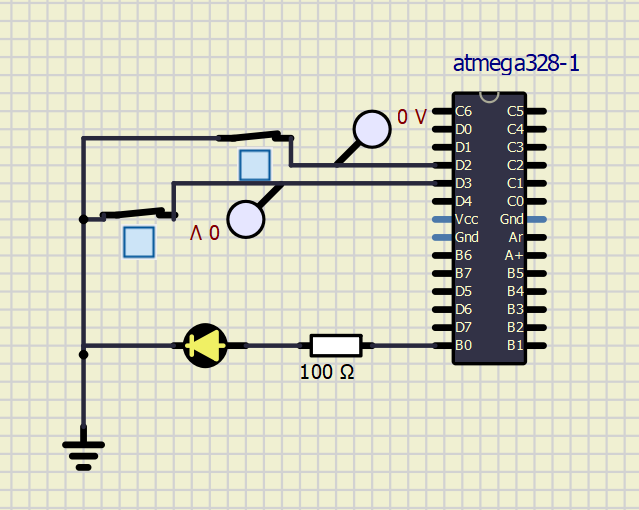 atmega328-1
0 V
0 V
100 Ω
C6 C5
D0 C4
D1 C3
D2 C2
D3 C1
D4 C0
Vcc Gnd
Gnd Ar
B6 A+
B7 B5
D5 B4
D6 B3
D7 B2
B0 B1